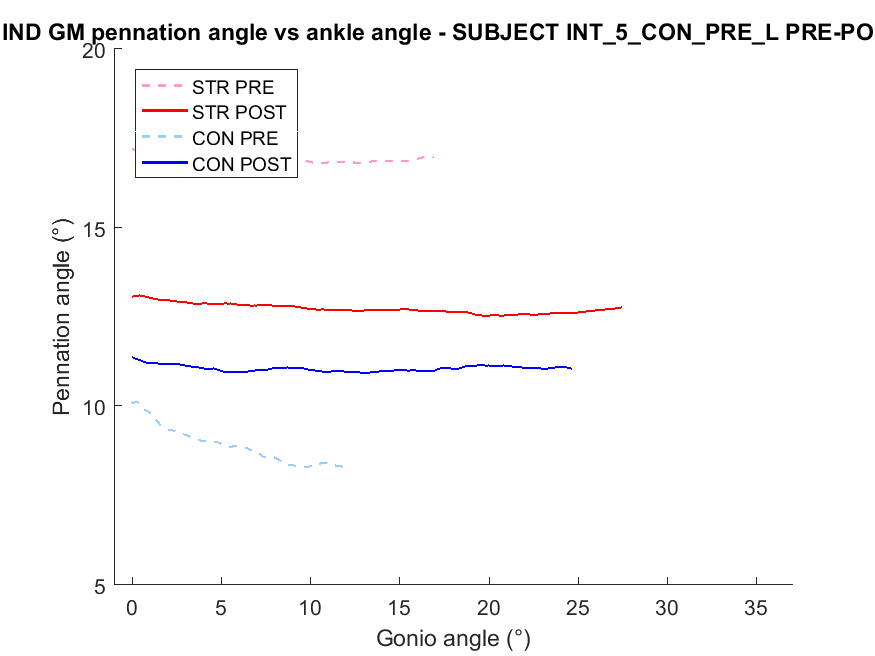 IND GM pennation angle vs ankle angle - SUBJECT INT_5_CON_PRE_L PRE-PO
20
STR PRE
STR POST
CON PRE
CON POST
15
Pennation angle (°)
10
5
0 5 10 15 20 25 30 35
Gonio angle (°)